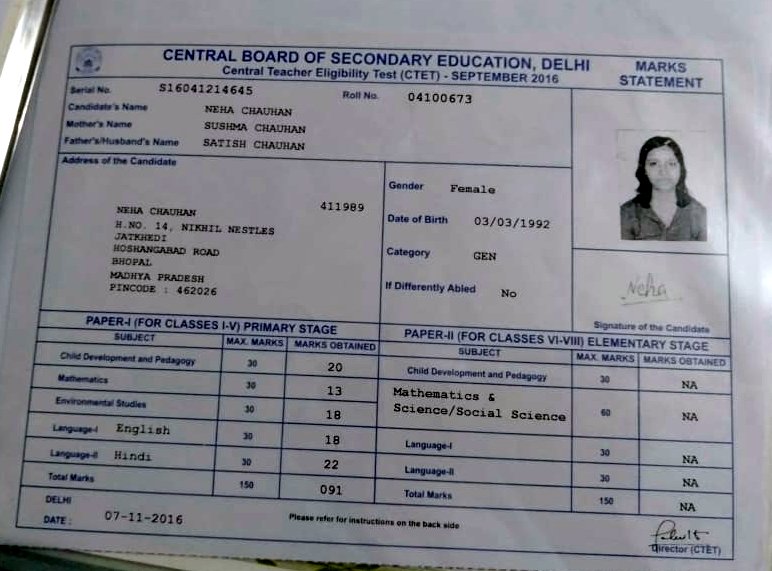 CENTRAL BOARD OF SECONDARY EDUCATION, DELHI
Central Teacher Eligibility Test (CTET) - SEPTEMBER 2016
MARKS STATEMENT
Serial No. S16041214645 Roll No. 04100673
Candidate's Name NEHA CHAUHAN
Mother's Name SUSHMA CHAUHAN
Father's/Husband's Name SATISH CHAUHAN
Address of the Candidate
411989
NEHA CHAUHAN
H.NO. 14, NIKHIL NESTLES
JATKHEDI
HOSHANGABAD ROAD
BHOPAL
MADHYA PRADESH
PINCODE : 462026
Gender Female
Date of Birth 03/03/1992
Category GEN
If Differently Abled No
Neha
Signature of the Candidate
PAPER-I (FOR CLASSES I-V) PRIMARY STAGE
SUBJECT MAX. MARKS MARKS OBTAINED
Child Development and Pedagogy 30 20
Mathematics 30 13
Environmental Studies 30 18
Language-I English 30 18
Language-II Hindi 30 22
Total Marks 150 091
PAPER-II (FOR CLASSES VI-VIII) ELEMENTARY STAGE
SUBJECT MAX. MARKS MARKS OBTAINED
Child Development and Pedagogy 30 NA
Mathematics &
Science/Social Science 60 NA
Language-I 30 NA
Language-II 30 NA
Total Marks 150 NA
DELHI
DATE : 07-11-2016
Please refer for instructions on the back side
Director (CTET)